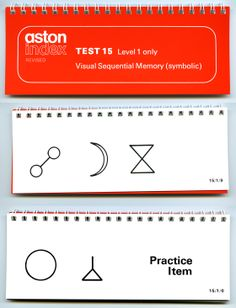 aston
index
REVISED
TEST 15 Level 1 only
Visual Sequential Memory (symbolic)
15/1/8
Practice
Item
15/1/0